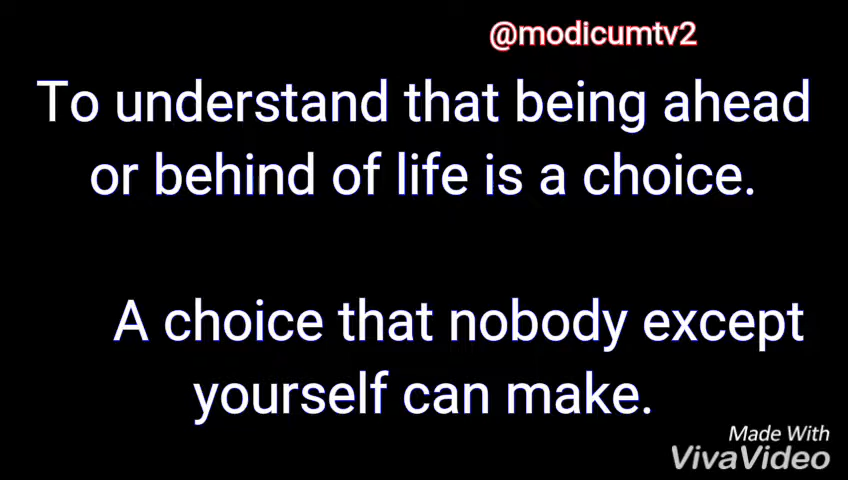 @modicumtv2
To understand that being ahead
or behind of life is a choice.
A choice that nobody except
yourself can make.
Made With
VivaVideo